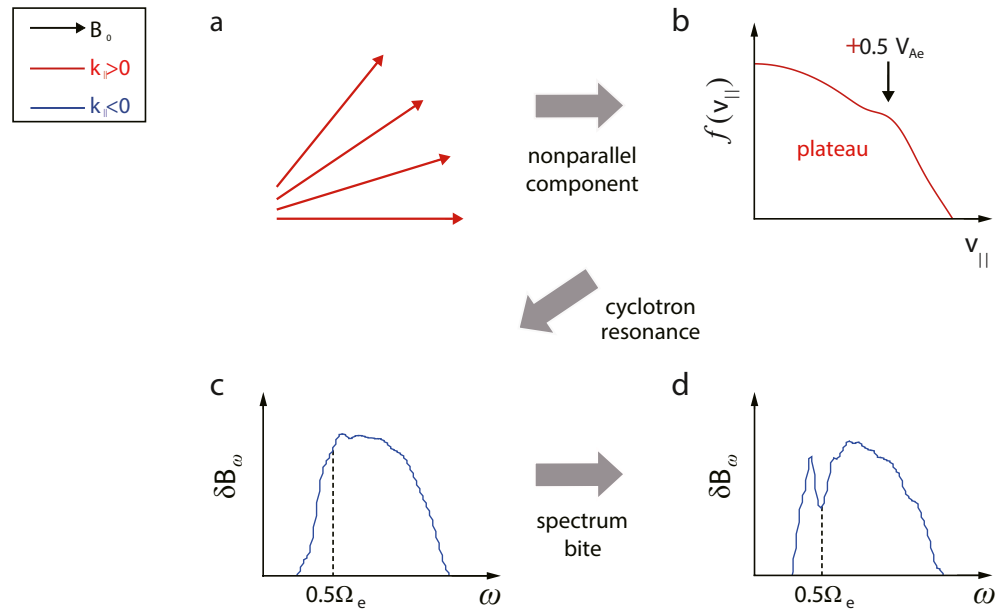 B₀
k||>0
k||<0
a
nonparallel
component
b
+0.5 V_Ae
f(v||)
plateau
v||
cyclotron
resonance
c
δB_ω
0.5Ω_e
ω
spectrum
bite
d
δB_ω
0.5Ω_e
ω